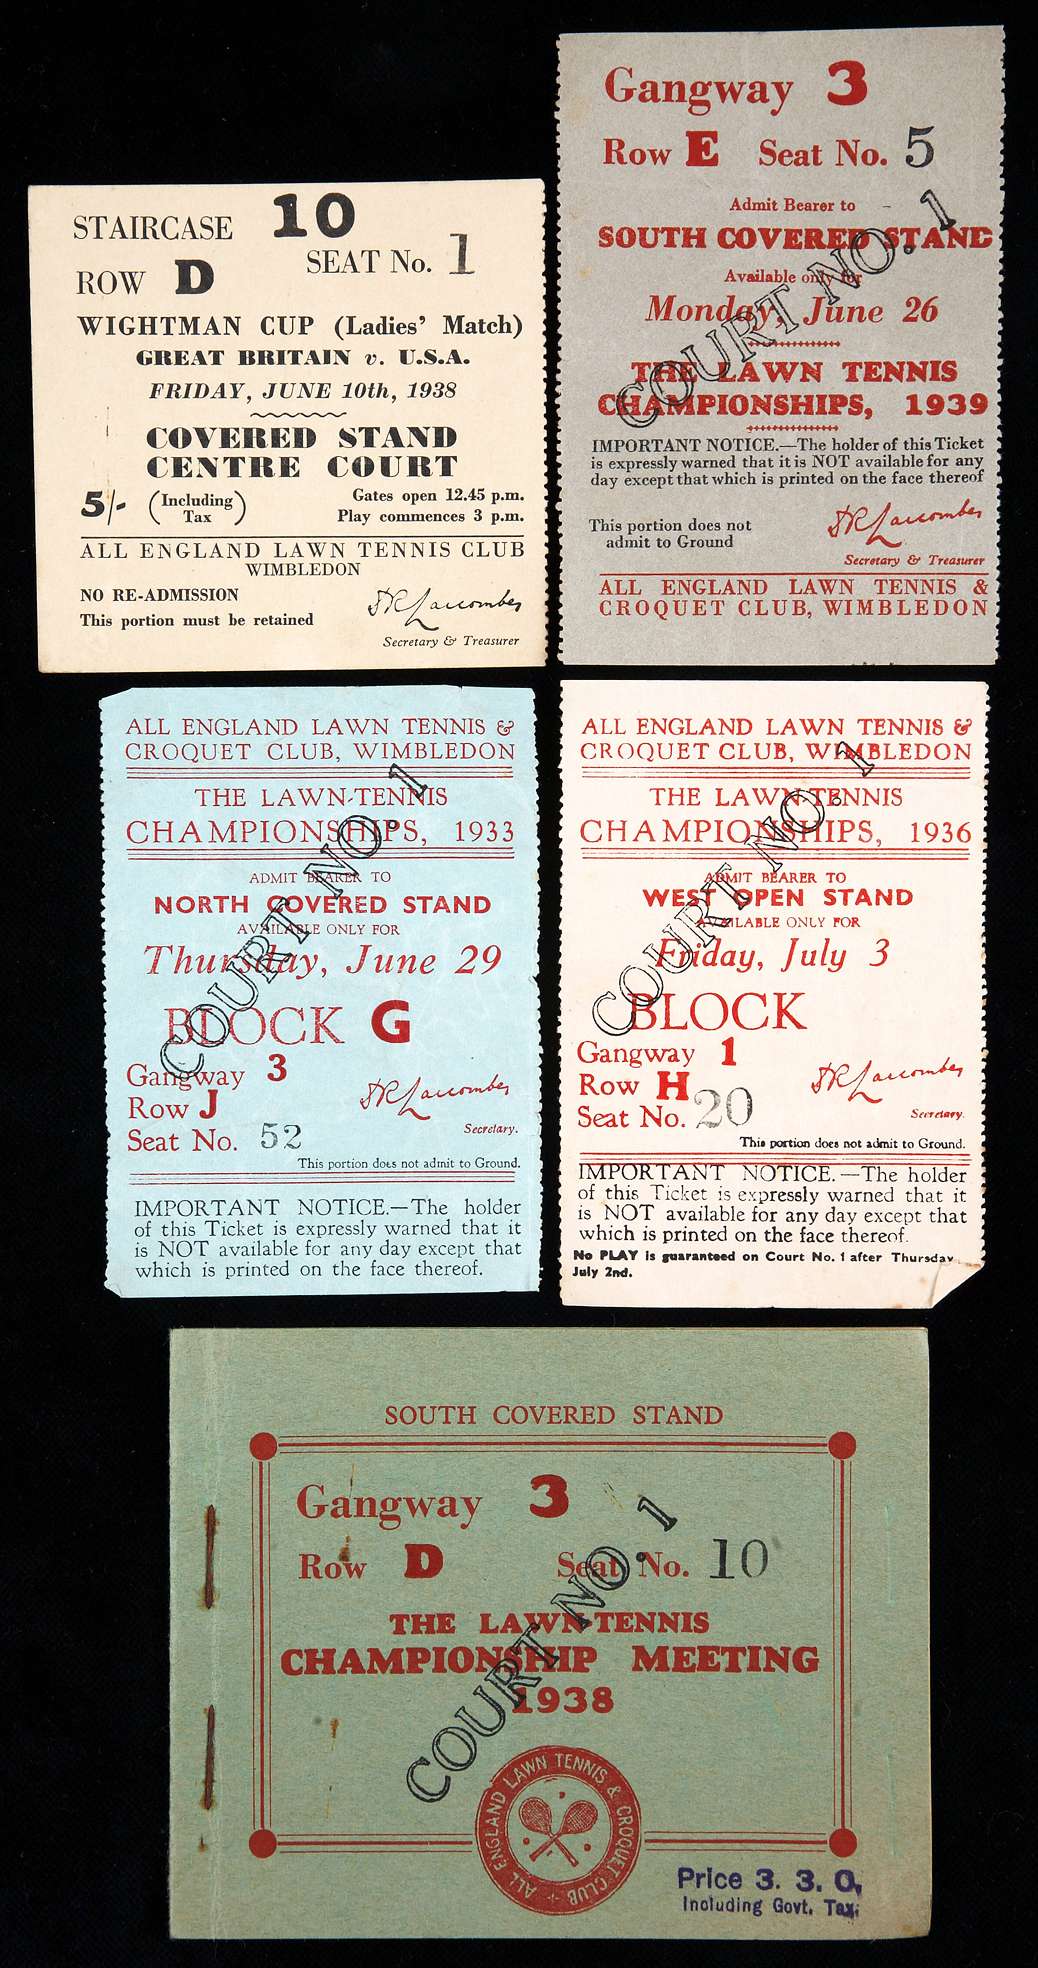 STAIRCASE 10
ROW D SEAT No. 1
WIGHTMAN CUP (Ladies' Match)
GREAT BRITAIN v. U.S.A.
FRIDAY, JUNE 10th, 1938
COVERED STAND
CENTRE COURT
5/- (Including Tax)
Gates open 12.45 p.m.
Play commences 3 p.m.
ALL ENGLAND LAWN TENNIS CLUB
WIMBLEDON
NO RE-ADMISSION
This portion must be retained
DR Larcombe
Secretary & Treasurer
Gangway 3
Row E Seat No. 5
Admit Bearer to
SOUTH COVERED STAND
Available only for
Monday, June 26
THE LAWN TENNIS
CHAMPIONSHIPS, 1939
COURT NO. 1
IMPORTANT NOTICE.—The holder of this Ticket
is expressly warned that it is NOT available for any
day except that which is printed on the face thereof
This portion does not
admit to Ground
DR Larcombe
Secretary & Treasurer
ALL ENGLAND LAWN TENNIS &
CROQUET CLUB, WIMBLEDON
ALL ENGLAND LAWN TENNIS &
CROQUET CLUB, WIMBLEDON
THE LAWN-TENNIS
CHAMPIONSHIPS, 1933
ADMIT BEARER TO
NORTH COVERED STAND
AVAILABLE ONLY FOR
Thursday, June 29
COURT NO. 1
BLOCK G
Gangway 3
Row J
Seat No. 52
DR Larcombe
Secretary.
This portion does not admit to Ground.
IMPORTANT NOTICE.—The holder
of this Ticket is expressly warned that it
is NOT available for any day except that
which is printed on the face thereof.
ALL ENGLAND LAWN TENNIS &
CROQUET CLUB, WIMBLEDON
THE LAWN-TENNIS
CHAMPIONSHIPS, 1936
ADMIT BEARER TO
WEST OPEN STAND
AVAILABLE ONLY FOR
Friday, July 3
COURT NO. 1
BLOCK
Gangway 1
Row H
Seat No. 20
DR Larcombe
Secretary.
This portion does not admit to Ground.
IMPORTANT NOTICE.—The holder
of this Ticket is expressly warned that it
is NOT available for any day except that
which is printed on the face thereof.
No PLAY is guaranteed on Court No. 1 after Thursday
July 2nd.
SOUTH COVERED STAND
Gangway 3
Row D Seat No. 10
THE LAWN-TENNIS
CHAMPIONSHIP MEETING
1938
COURT NO. 1
ALL ENGLAND LAWN TENNIS & CROQUET CLUB
Price 3. 3. 0.
Including Govt. Tax.